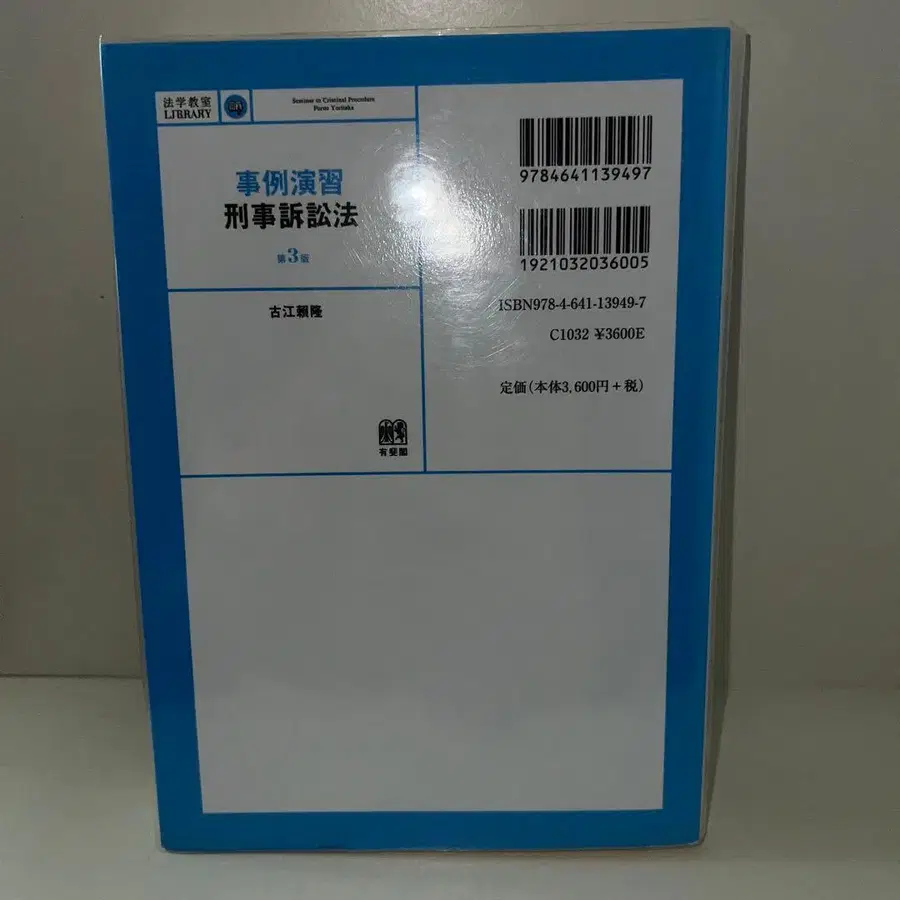 法学教室
LIBRARY
Seminar in Criminal Procedure
Furue Yoritaka
事例演習
刑事訴訟法
第3版
古江頼隆
有斐閣
9784641139497
1921032036005
ISBN978-4-641-13949-7
C1032 ¥3600E
定価(本体3,600円+税)